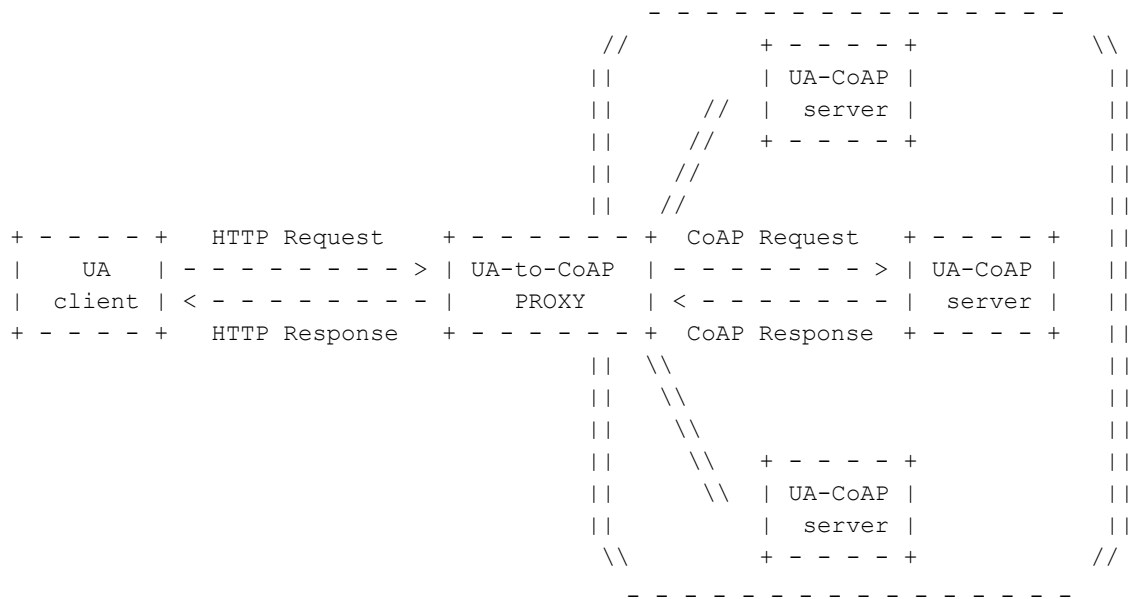 UA-CoAP
server
HTTP Request CoAP Request
UA UA-to-CoAP UA-CoAP
client PROXY server
HTTP Response CoAP Response
UA-CoAP
server